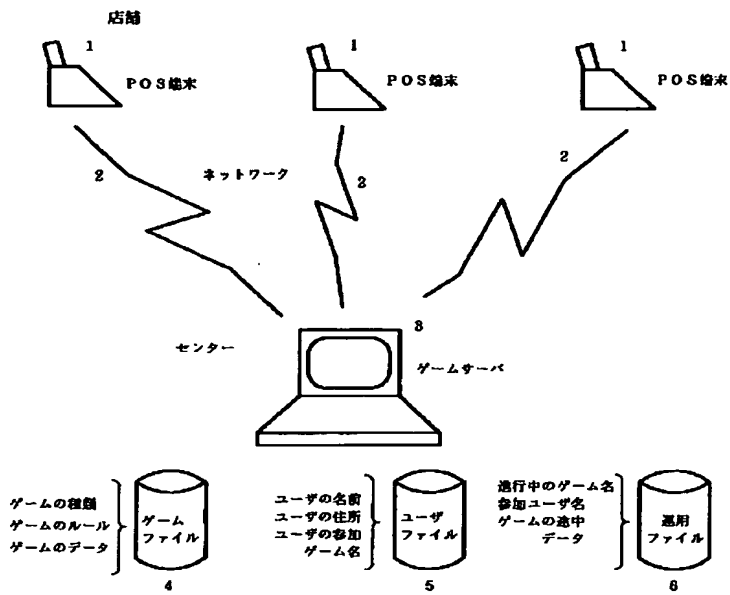 店舗
1
1
1
POS端末
POS端末
POS端末
2
ネットワーク
2
2
センター
3
ゲームサーバ
ゲームの種類
ゲームのルール
ゲームのデータ
ゲーム
ファイル
4
ユーザの名前
ユーザの住所
ユーザの参加
ゲーム名
ユーザ
ファイル
5
進行中のゲーム名
参加ユーザ名
ゲームの途中
データ
運用
ファイル
6